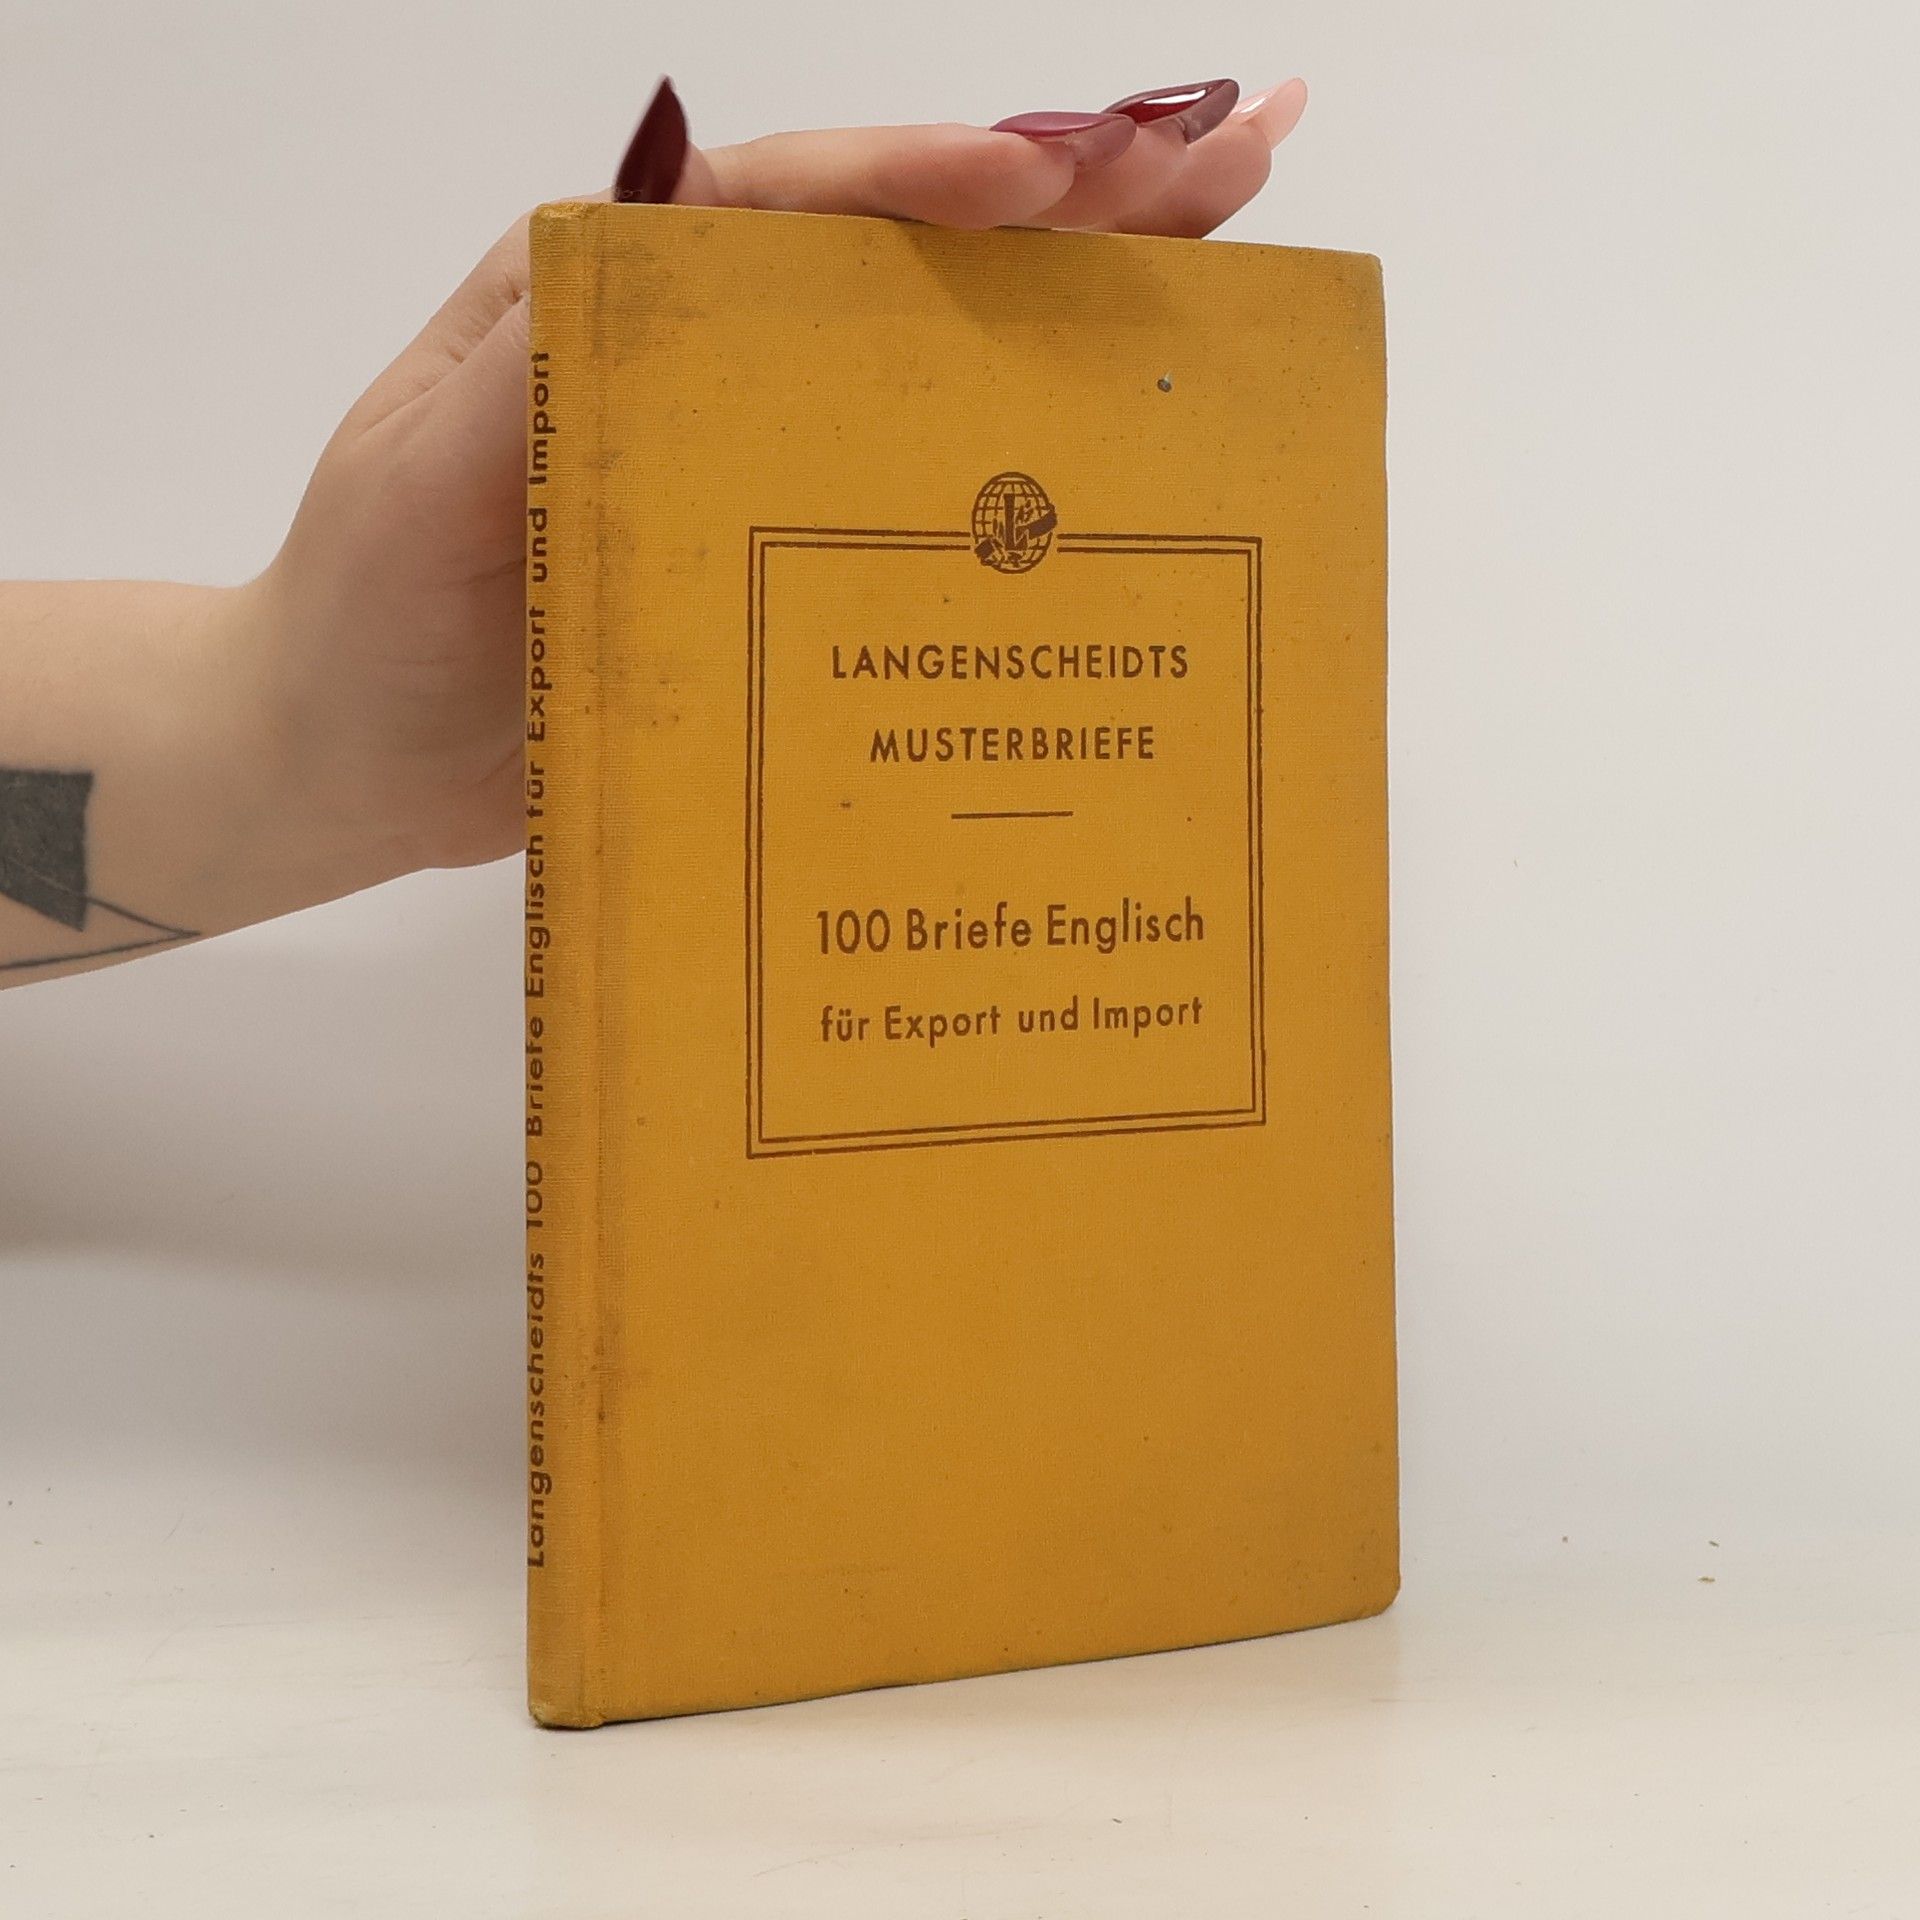 Langenscheidts 100 Briefe Englisch für Export und Import
L
LANGENSCHEIDTS
MUSTERBRIEFE
100 Briefe Englisch
für Export und Import